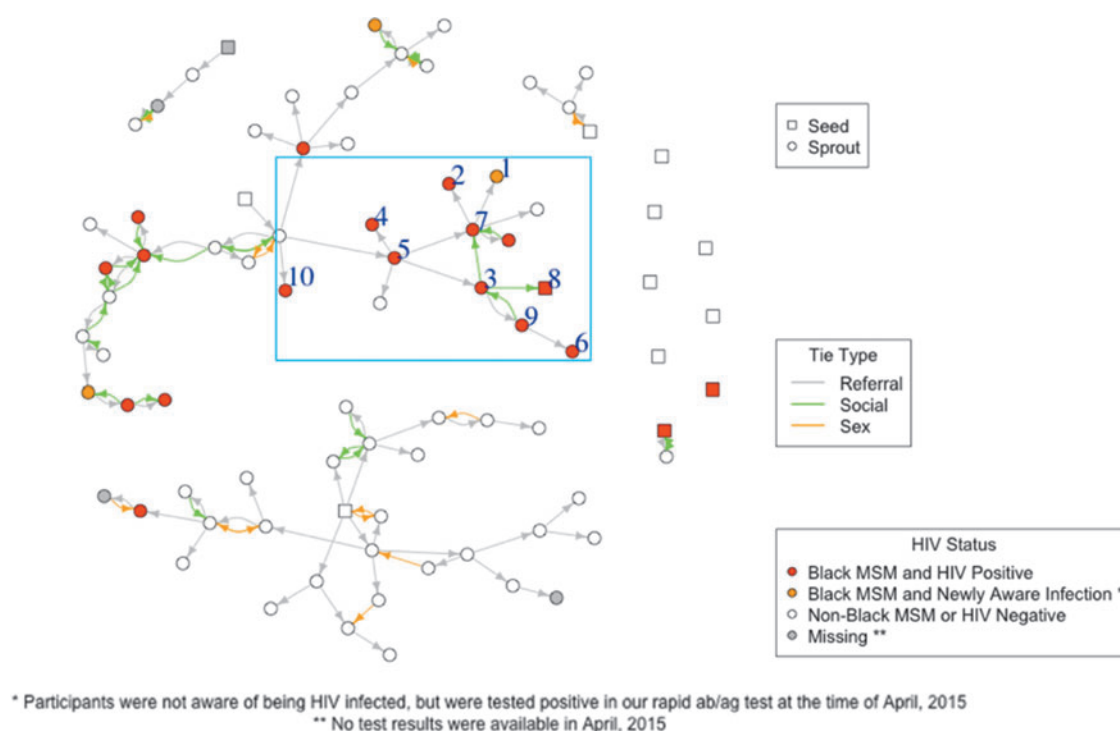 Seed
Sprout
2
1
4
7
5
3
8
10
9
6
Tie Type
Referral
Social
Sex
HIV Status
Black MSM and HIV Positive
Black MSM and Newly Aware Infection *
Non-Black MSM or HIV Negative
Missing **
* Participants were not aware of being HIV infected, but were tested positive in our rapid ab/ag test at the time of April, 2015
** No test results were available in April, 2015